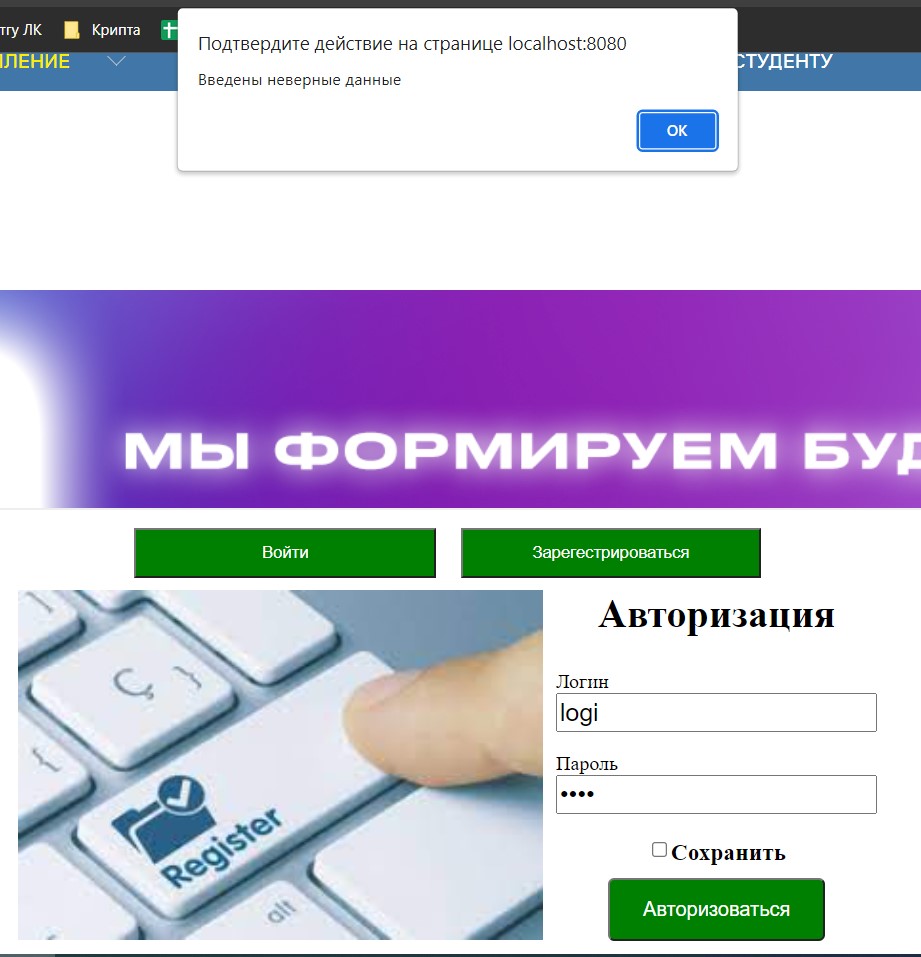 тгу ЛК Крипта
Подтвердите действие на странице localhost:8080
Введены неверные данные
ОК
ЛЕНИЕ СТУДЕНТУ
МЫ ФОРМИРУЕМ БУД
Войти Зарегестрироваться
Авторизация
Логин
logi
Пароль
••••
Сохранить
Авторизоваться
Ç
Register
alt